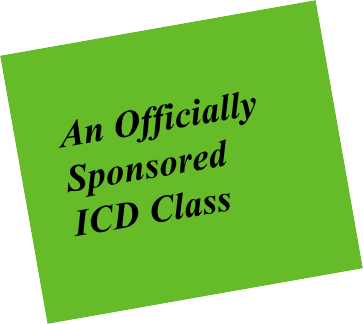 An Officially
Sponsored
ICD Class